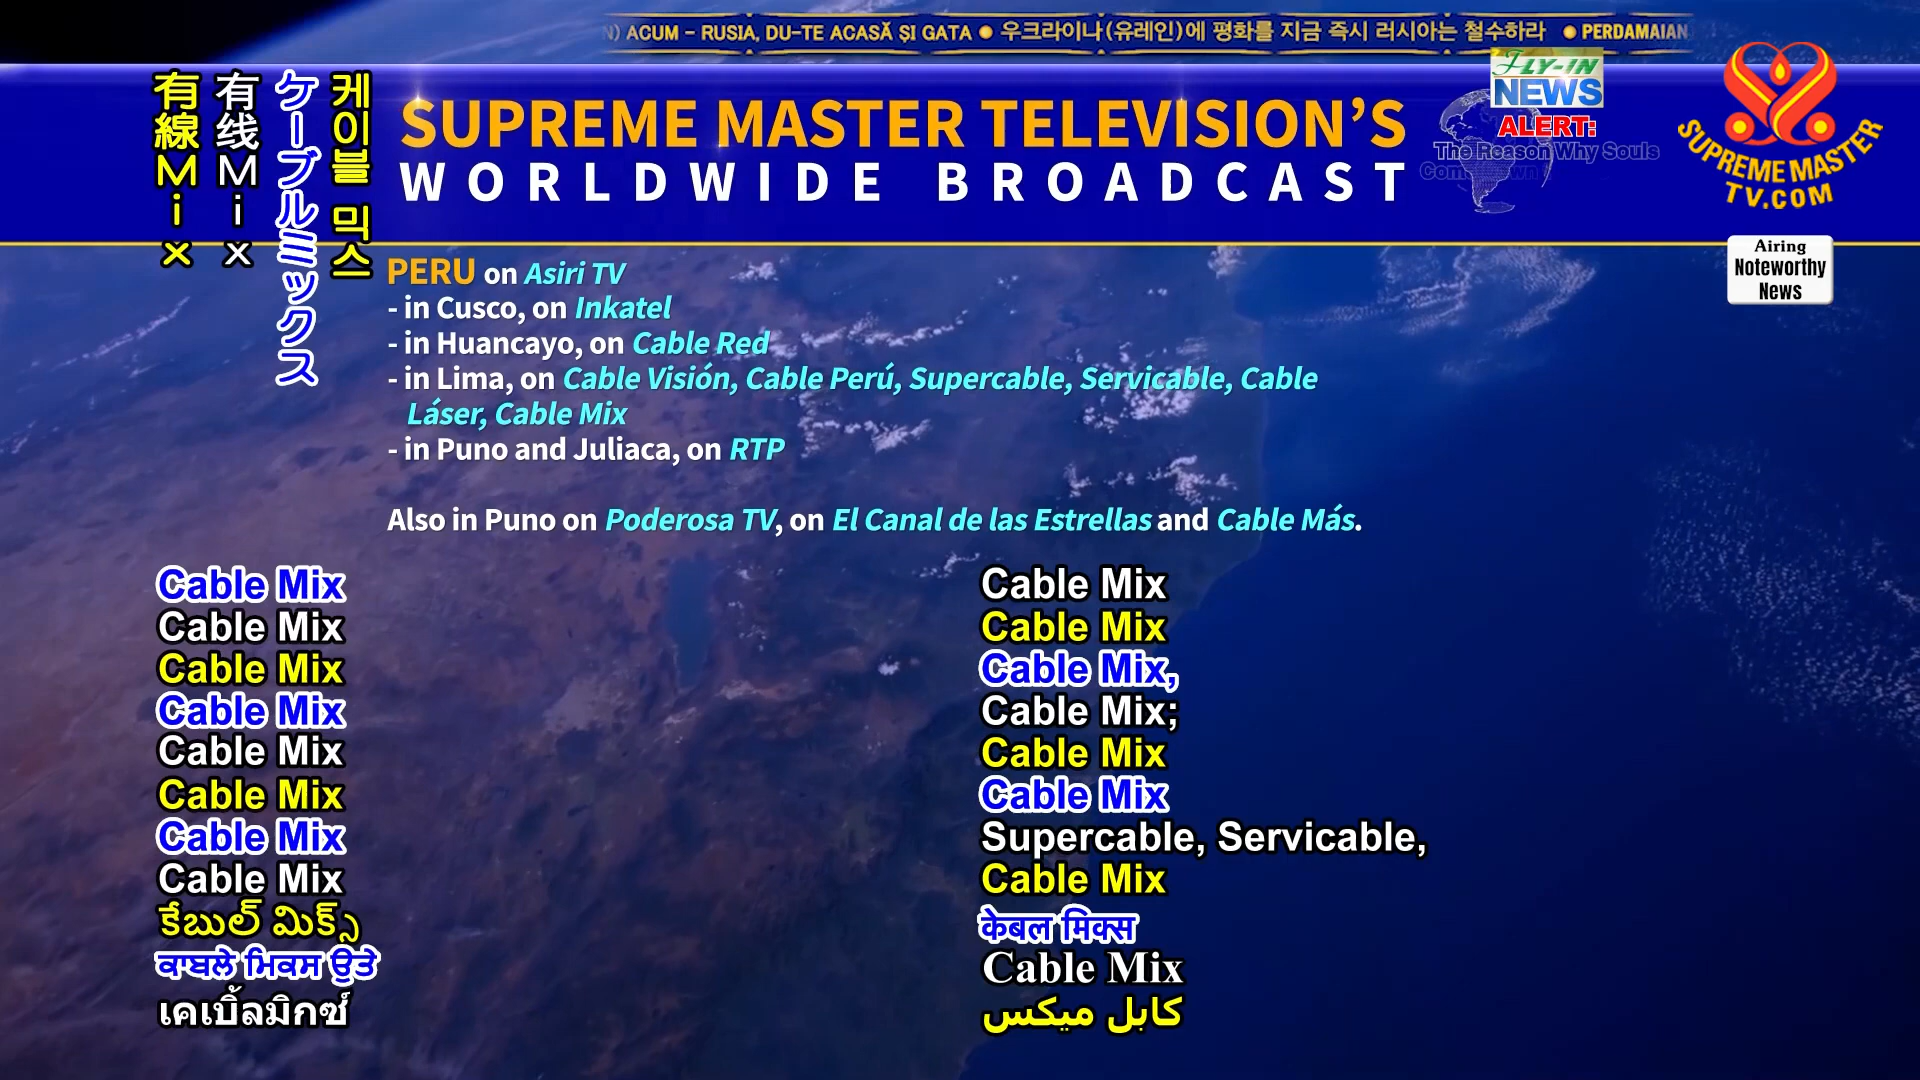 N) ACUM – RUSIA, DU-TE ACASĂ ȘI GATA ● 우크라이나(유레인)에 평화를 지금 즉시 러시아는 철수하라 ● PERDAMAIAN
有線Mix
有线Mix
ケーブルミックス
케이블 믹스
SUPREME MASTER TELEVISION'S
WORLDWIDE BROADCAST
FLY-IN
NEWS
ALERT:
The Reason Why Souls
Come Down
SUPREME MASTER
TV.COM
Airing
Noteworthy
News
PERU on Asiri TV
- in Cusco, on Inkatel
- in Huancayo, on Cable Red
- in Lima, on Cable Visión, Cable Perú, Supercable, Servicable, Cable
Láser, Cable Mix
- in Puno and Juliaca, on RTP
Also in Puno on Poderosa TV, on El Canal de las Estrellas and Cable Más.
Cable Mix
Cable Mix
Cable Mix
Cable Mix
Cable Mix
Cable Mix
Cable Mix
Cable Mix
కేబుల్ మిక్స్
ਕਾਬਲੇ ਮਿਕਸ ਉਤੇ
เคเบิ้ลมิกซ์
Cable Mix
Cable Mix
Cable Mix,
Cable Mix;
Cable Mix
Cable Mix
Supercable, Servicable,
Cable Mix
केबल मिक्स
Cable Mix
کابل میکس